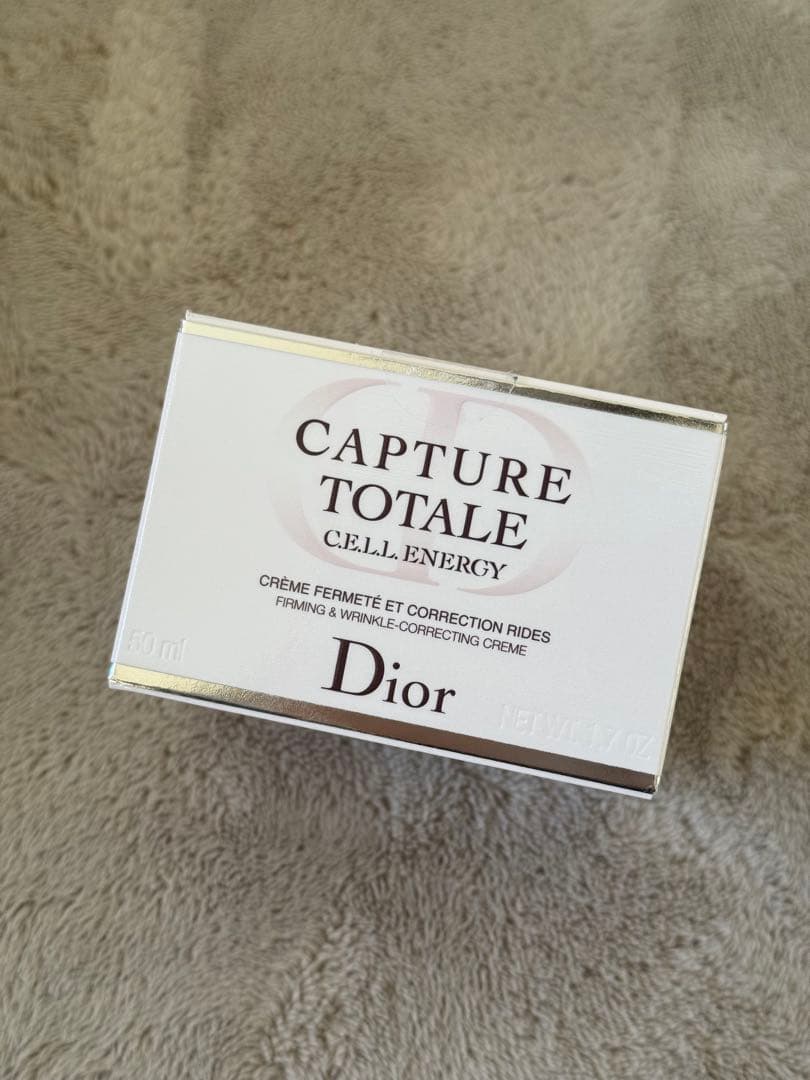 CAPTURE
TOTALE
C.E.L.L. ENERGY
CRÈME FERMETÉ ET CORRECTION RIDES
FIRMING & WRINKLE-CORRECTING CREME
Dior
50 ml
NET WT. 1.7 OZ